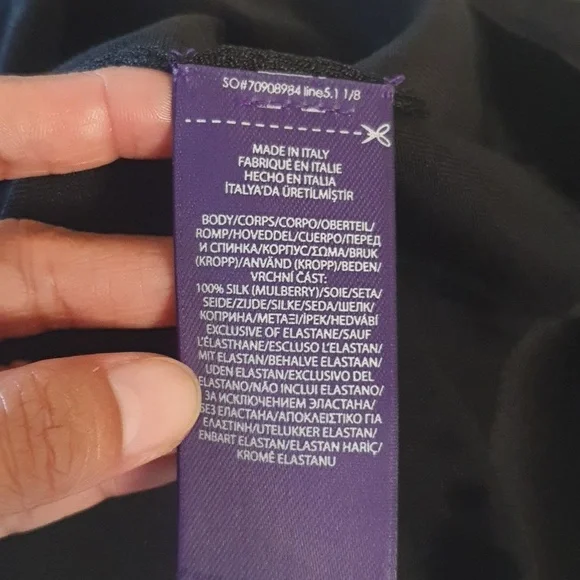 SO#70908984 line5.1 1/8
MADE IN ITALY
FABRIQUÉ EN ITALIE
HECHO EN ITALIA
İTALYA'DA ÜRETİLMİŞTİR
BODY/CORPS/CORPO/OBERTEIL/
ROMP/HOVEDDEL/CUERPO/ПЕРЕД
И СПИНКА/КОРПУС/ΣΩΜΑ/BRUK
(KROPP)/ANVÄND (KROPP)/BEDEN/
VRCHNÍ ČÁST:
100% SILK (MULBERRY)/SOIE/SETA/
SEIDE/ZIJDE/SILKE/SEDA/ШЕЛК/
КОПРИНА/ΜΕΤΑΞΙ/İPEK/HEDVÁBÍ
EXCLUSIVE OF ELASTANE/SAUF
L'ÉLASTHANE/ESCLUSO L'ELASTAN/
MIT ELASTAN/BEHALVE ELASTAAN/
UDEN ELASTAN/EXCLUSIVO DEL
ELASTANO/NÃO INCLUI ELASTANO/
ЗА ИСКЛЮЧЕНИЕМ ЭЛАСТАНА/
БЕЗ ЕЛАСТАНА/ΑΠΟΚΛΕΙΣΤΙΚΟ ΓΙΑ
ΕΛΑΣΤΙΝΗ/UTELUKKER ELASTAN/
ENBART ELASTAN/ELASTAN HARİÇ/
KROMĚ ELASTANU